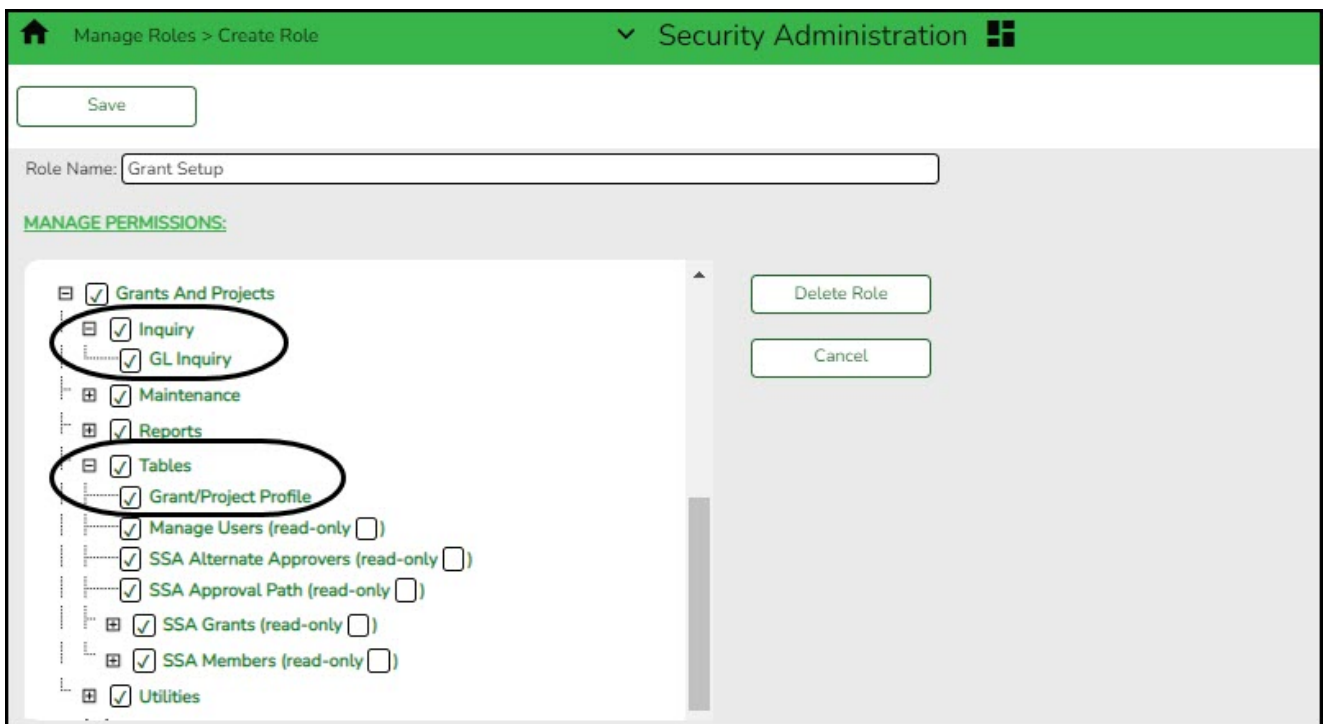 Manage Roles > Create Role
Security Administration
Save
Role Name: Grant Setup
MANAGE PERMISSIONS:
Grants And Projects
Inquiry
GL Inquiry
Maintenance
Reports
Tables
Grant/Project Profile
Manage Users (read-only )
SSA Alternate Approvers (read-only )
SSA Approval Path (read-only )
SSA Grants (read-only )
SSA Members (read-only )
Utilities
Delete Role
Cancel